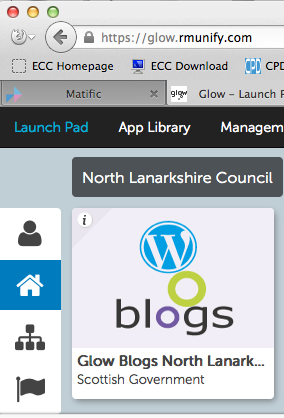 https://glow.rmunify.com
ECC Homepage ECC Download CPD
Matific Glow - Launch P
Launch Pad App Library Managem
North Lanarkshire Council
i
W
blogs
Glow Blogs North Lanark...
Scottish Government